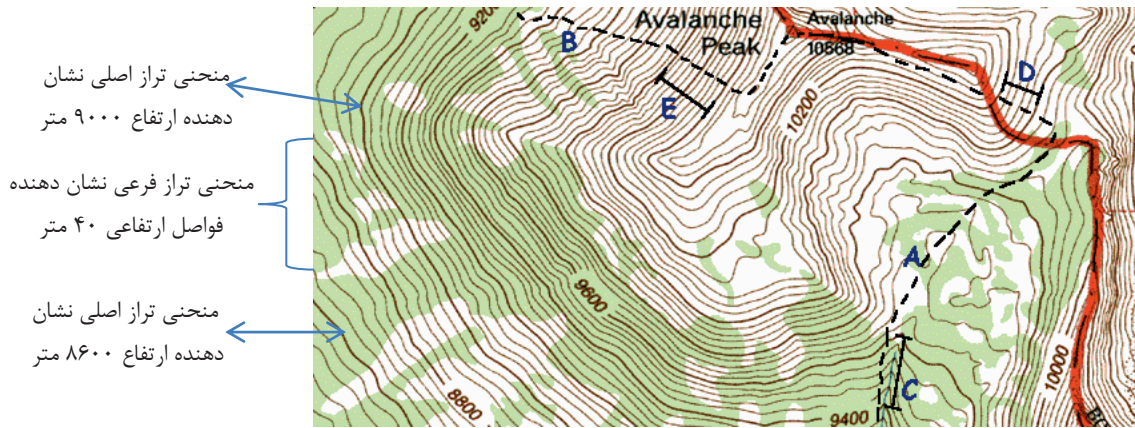 منحنی تراز اصلی نشان
دهنده ارتفاع ۹۰۰۰ متر
منحنی تراز فرعی نشان دهنده
فواصل ارتفاعی ۴۰ متر
منحنی تراز اصلی نشان
دهنده ارتفاع ۸۶۰۰ متر
9200
Avalanche
Peak
Avalanche
10568
B
D
E
10200
A
9600
C
8800
9400
10000